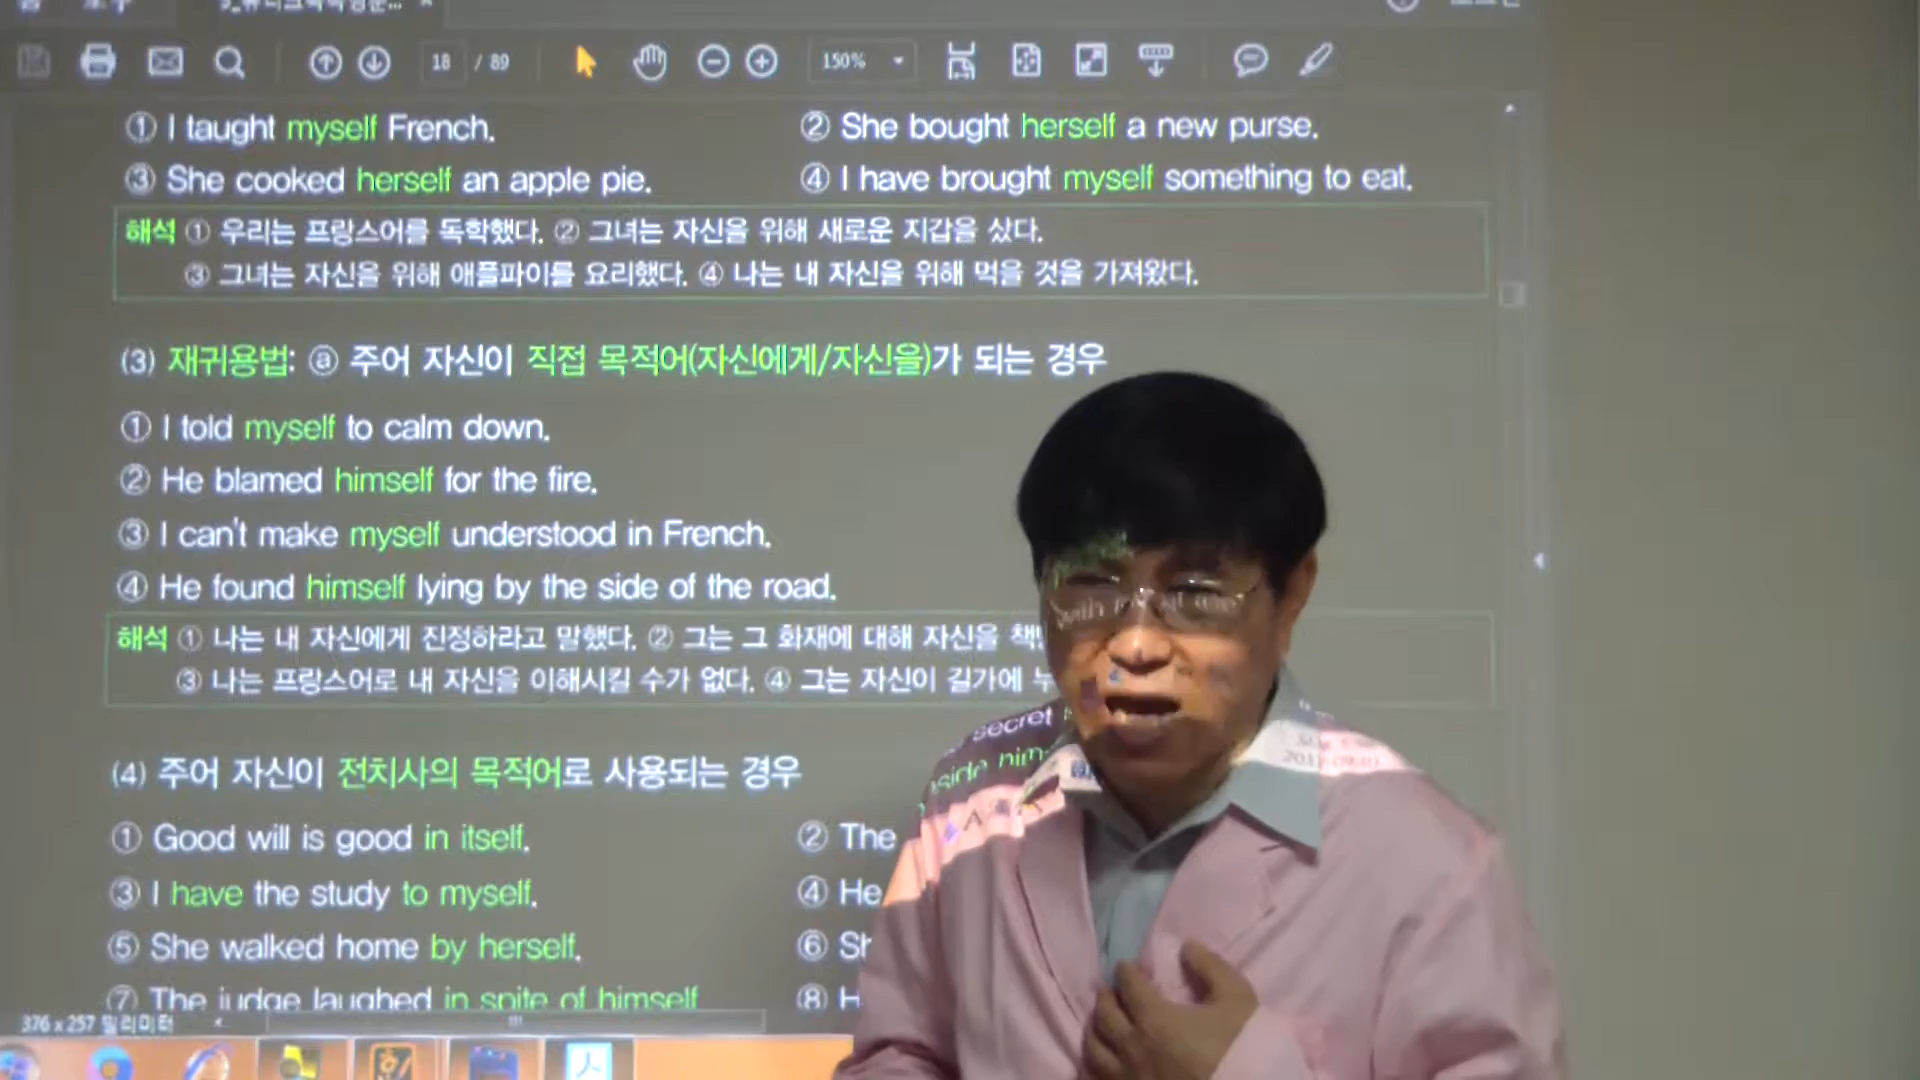 18 / 89
150%
① I taught myself French.
② She bought herself a new purse.
③ She cooked herself an apple pie.
④ I have brought myself something to eat.
해석 ① 우리는 프랑스어를 독학했다. ② 그녀는 자신을 위해 새로운 지갑을 샀다.
③ 그녀는 자신을 위해 애플파이를 요리했다. ④ 나는 내 자신을 위해 먹을 것을 가져왔다.
(3) 재귀용법: ⓐ 주어 자신이 직접 목적어(자신에게/자신을)가 되는 경우
① I told myself to calm down.
② He blamed himself for the fire.
③ I can't make myself understood in French.
④ He found himself lying by the side of the road.
해석 ① 나는 내 자신에게 진정하라고 말했다. ② 그는 그 화재에 대해 자신을
③ 나는 프랑스어로 내 자신을 이해시킬 수가 없다. ④ 그는 자신이 길가에
(4) 주어 자신이 전치사의 목적어로 사용되는 경우
① Good will is good in itself.
② The
③ I have the study to myself.
④ He
⑤ She walked home by herself.
⑥
⑦ The judge laughed in spite of himself
⑧
secret
376 x 257 밀리미터